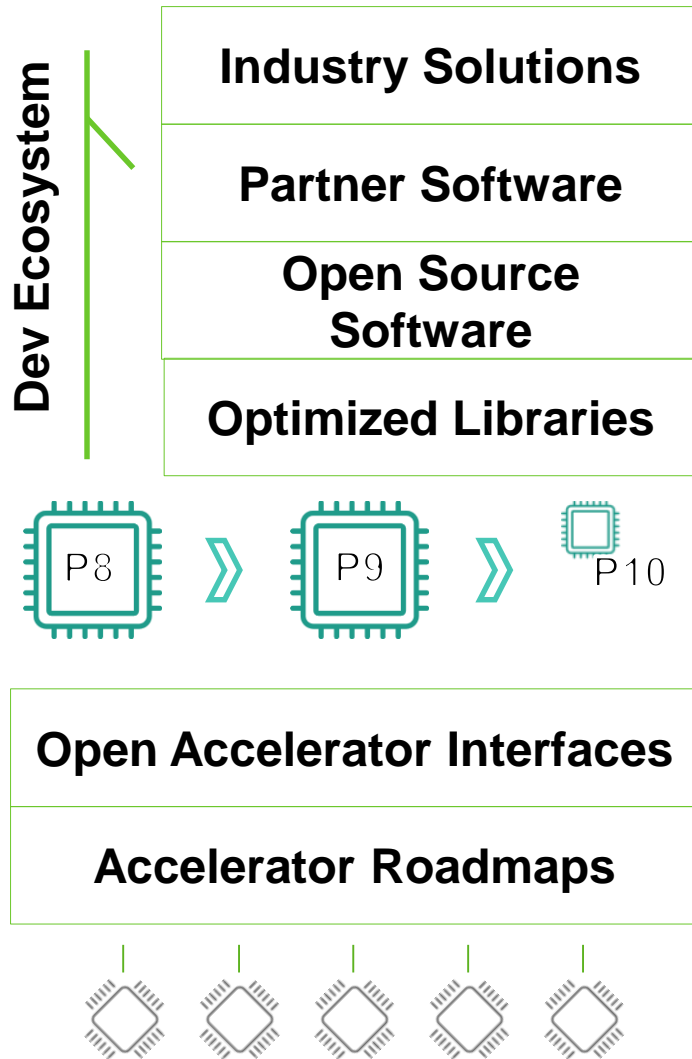 Dev Ecosystem
Industry Solutions
Partner Software
Open Source
Software
Optimized Libraries
P8
P9
P10
Open Accelerator Interfaces
Accelerator Roadmaps